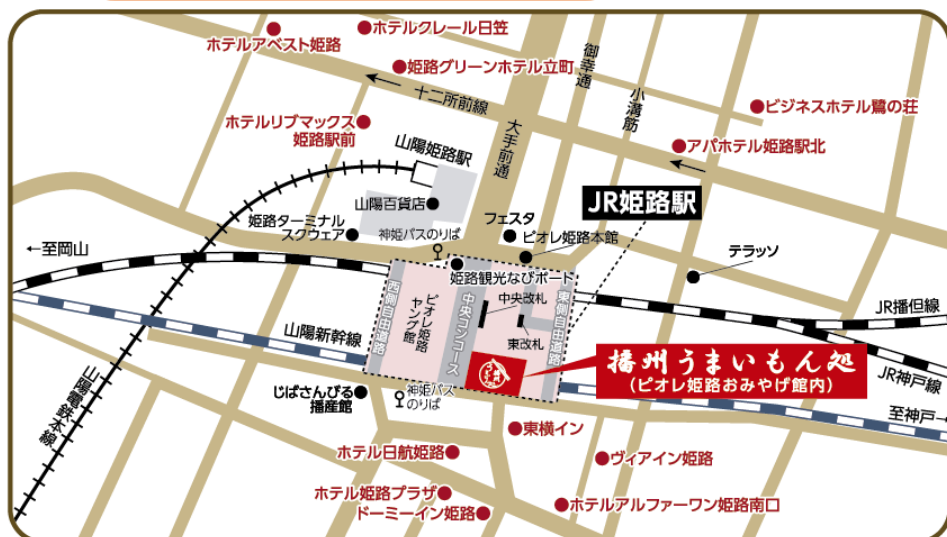 ホテルアベスト姫路
ホテルクレール日笠
姫路グリーンホテル立町
御幸通
小溝筋
ビジネスホテル鷺の荘
十二所前線
ホテルリブマックス
姫路駅前
大手前通
アパホテル姫路駅北
山陽姫路駅
JR姫路駅
山陽百貨店
姫路ターミナル
スクウェア
神姫バスのりば
フェスタ
ピオレ姫路本館
テラッソ
←至岡山
姫路観光なびポート
西側自由通路
ピオレ姫路
ヤング館
中央コンコース
中央改札
東改札
東側自由通路
JR播但線
山陽新幹線
播州うまいもん処
(ピオレ姫路おみやげ館内)
JR神戸線
至神戸→
山陽電鉄本線
じばさんびる
播産館
神姫バス
のりば
東横イン
ホテル日航姫路
ヴィアイン姫路
ホテル姫路プラザ
ドーミーイン姫路
ホテルアルファーワン姫路南口